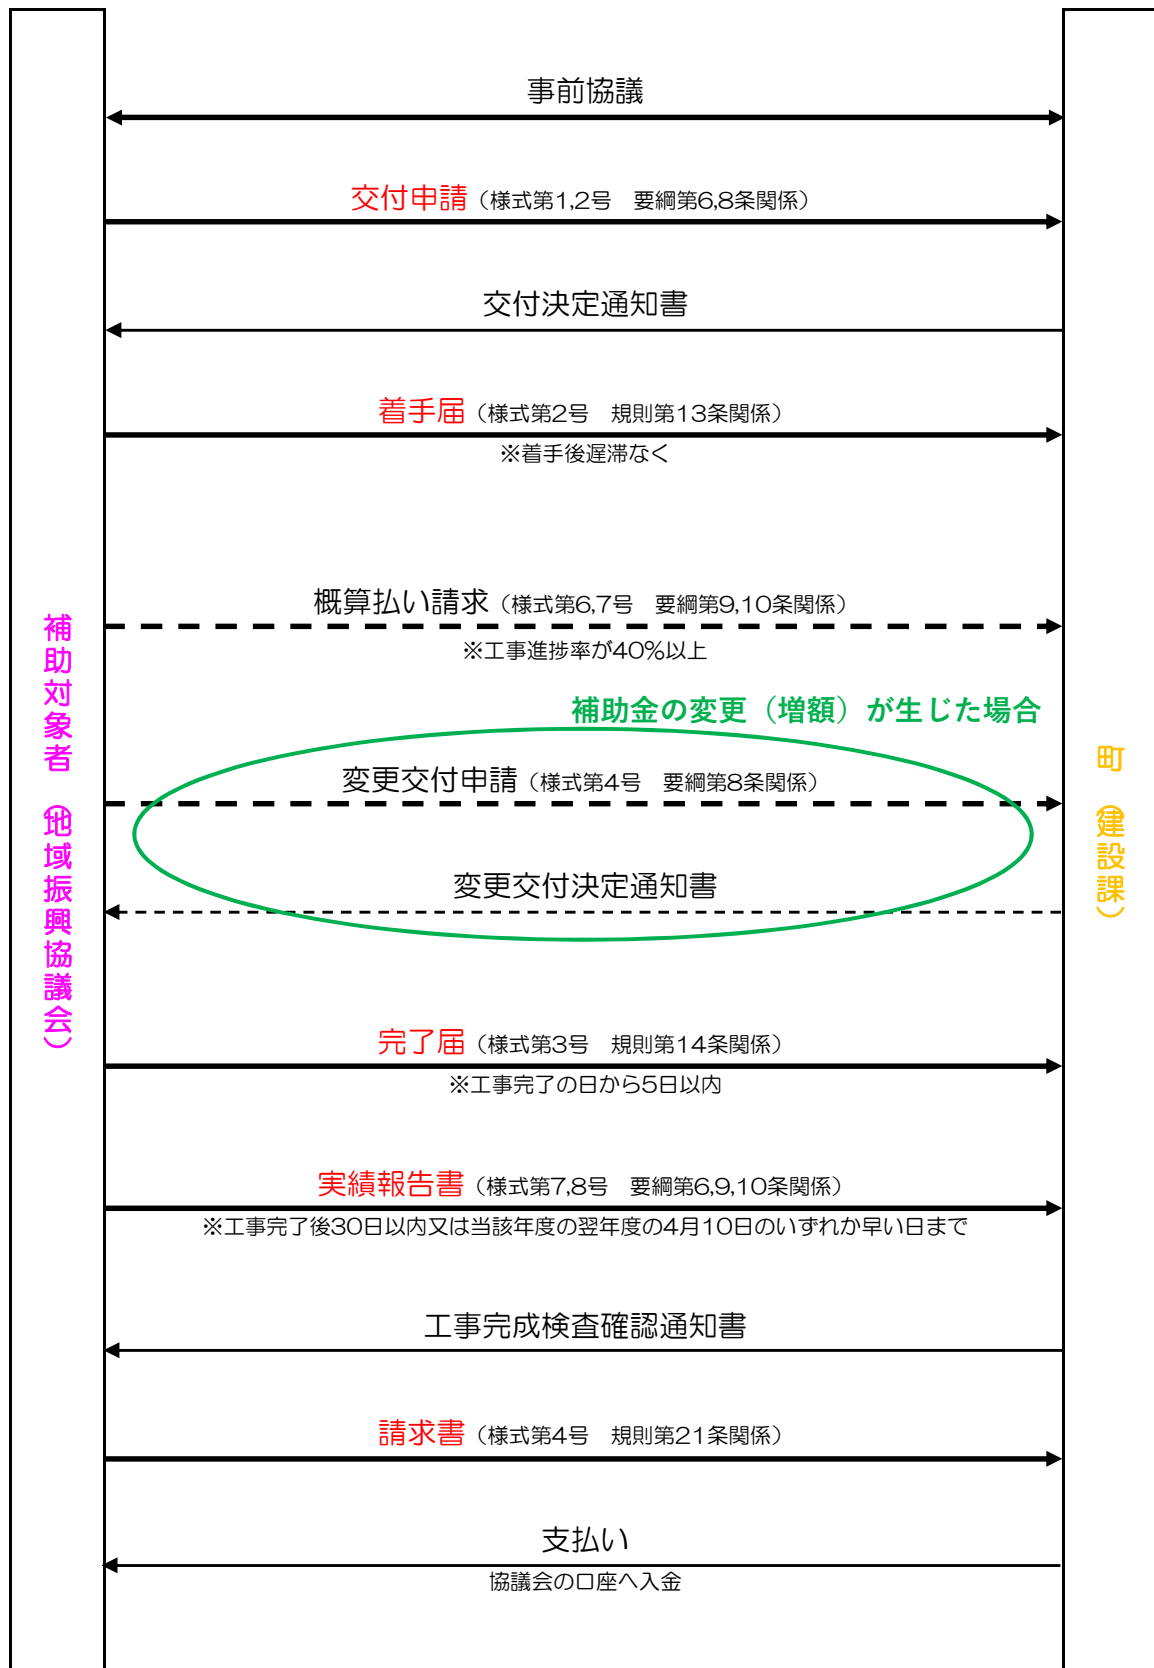 事前協議
交付申請（様式第1,2号　要綱第6,8条関係）
交付決定通知書
着手届（様式第2号　規則第13条関係）
※着手後遅滞なく
概算払い請求（様式第6,7号　要綱第9,10条関係）
※工事進捗率が40%以上
補助金の変更（増額）が生じた場合
変更交付申請（様式第4号　要綱第8条関係）
変更交付決定通知書
完了届（様式第3号　規則第14条関係）
※工事完了の日から5日以内
実績報告書（様式第7,8号　要綱第6,9,10条関係）
※工事完了後30日以内又は当該年度の翌年度の4月10日のいずれか早い日まで
工事完成検査確認通知書
請求書（様式第4号　規則第21条関係）
支払い
協議会の口座へ入金
補助対象者（地域振興協議会）
町（建設課）